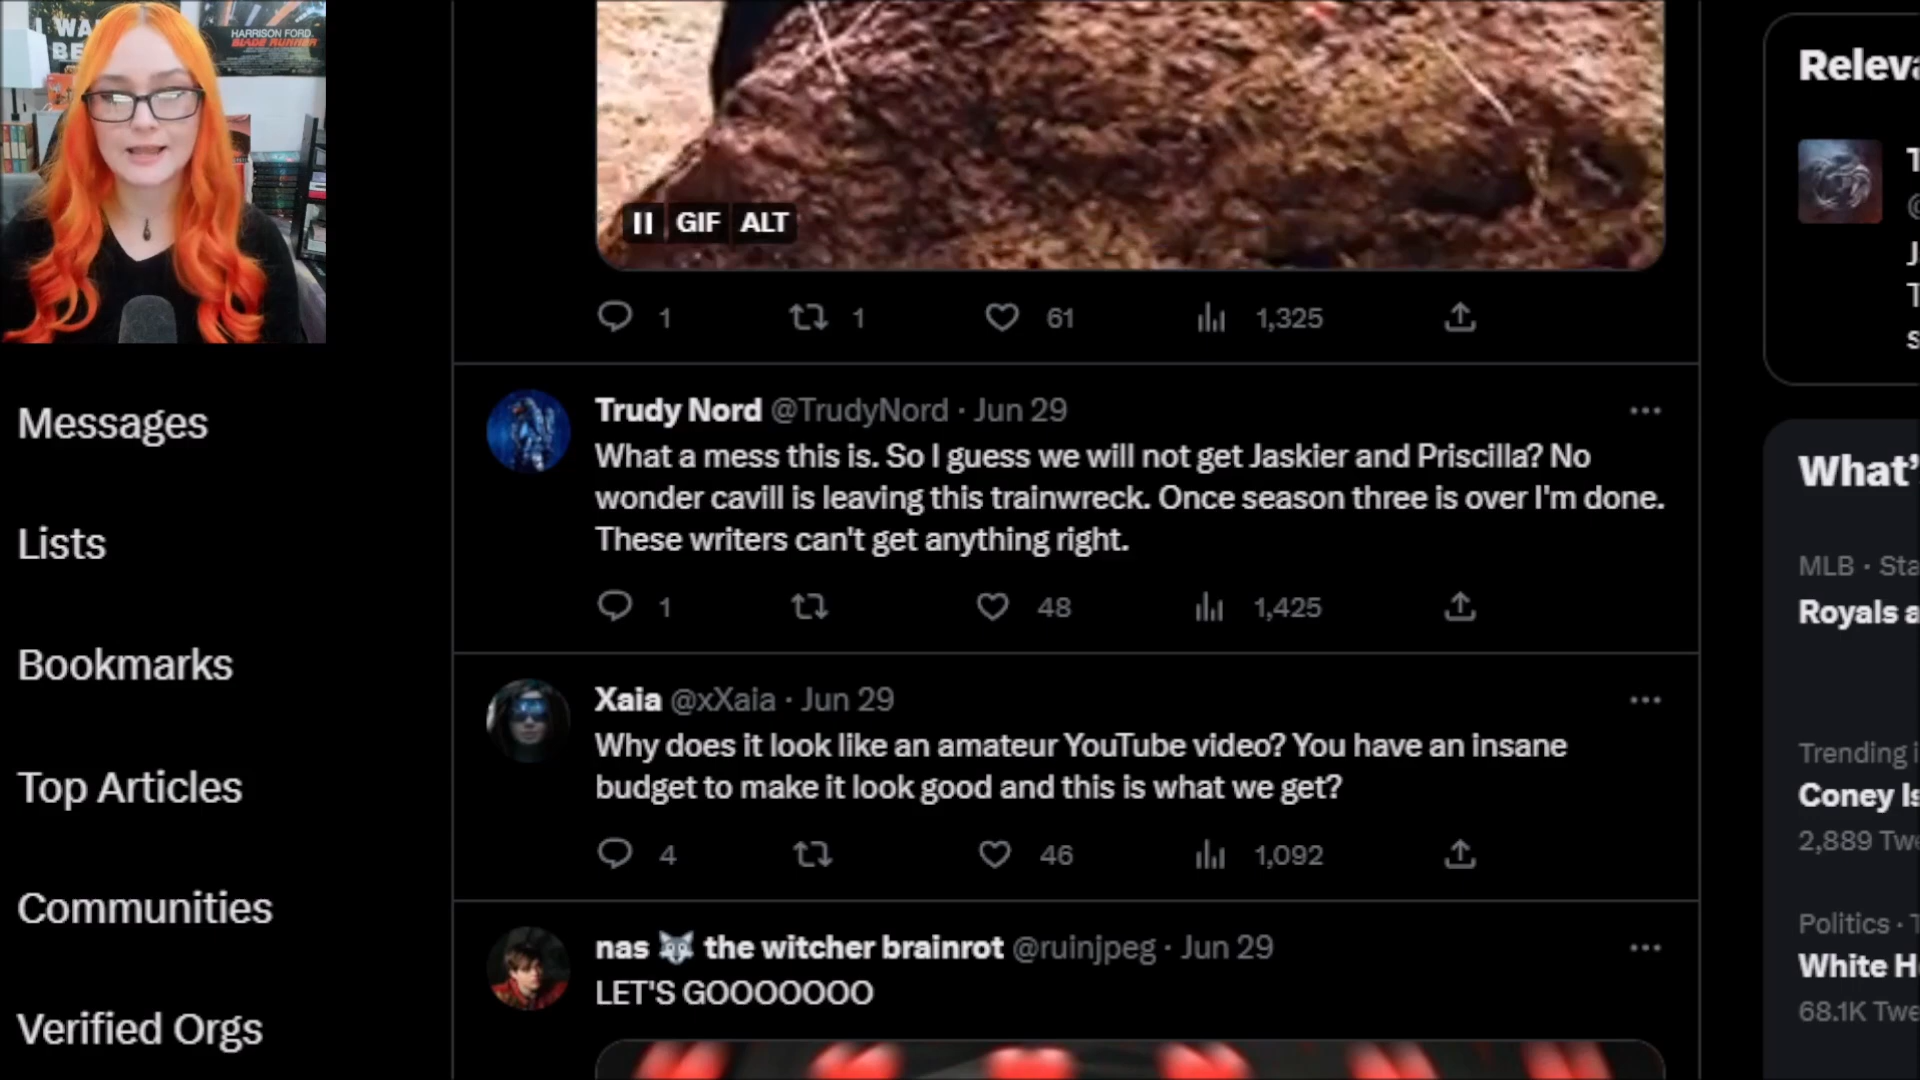 I WA
BE
HARRISON FORD
BLADE RUNNER
GIF ALT
1 1 61 1,325
Trudy Nord @TrudyNord · Jun 29
What a mess this is. So I guess we will not get Jaskier and Priscilla? No
wonder cavill is leaving this trainwreck. Once season three is over I'm done.
These writers can't get anything right.
1 48 1,425
Xaia @xXaia · Jun 29
Why does it look like an amateur YouTube video? You have an insane
budget to make it look good and this is what we get?
4 46 1,092
nas 🐺 the witcher brainrot @ruinjpeg · Jun 29
LET'S GOOOOOOO
Messages
Lists
Bookmarks
Top Articles
Communities
Verified Orgs
Releva
T
@
J
T
s
What'
MLB · Sta
Royals a
Trending i
Coney Is
2,889 Twe
Politics · T
White H
68.1K Twe